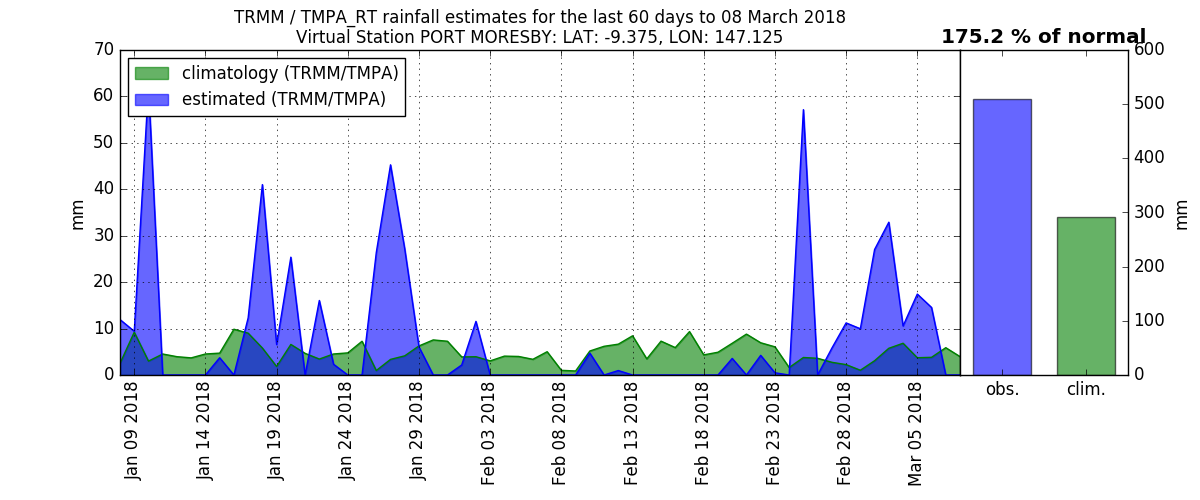 TRMM / TMPA_RT rainfall estimates for the last 60 days to 08 March 2018
Virtual Station PORT MORESBY: LAT: -9.375, LON: 147.125
175.2 % of normal
climatology (TRMM/TMPA)
estimated (TRMM/TMPA)
70
60
50
40
30
20
10
0
mm
Jan 09 2018
Jan 14 2018
Jan 19 2018
Jan 24 2018
Jan 29 2018
Feb 03 2018
Feb 08 2018
Feb 13 2018
Feb 18 2018
Feb 23 2018
Feb 28 2018
Mar 05 2018
obs.
clim.
600
500
400
300
200
100
0
mm